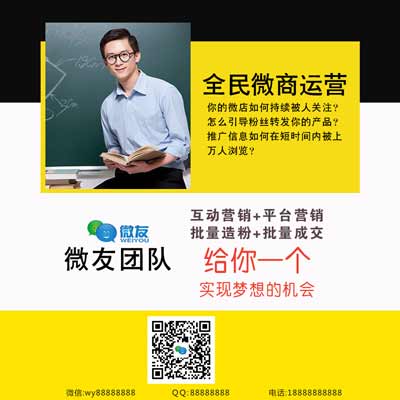 全民微商运营
你的微店如何持续被人关注?
怎么引导粉丝转发你的产品?
推广信息如何在短时间内被上
万人浏览?
微友
WEIYOU
微友团队
互动营销+平台营销
批量造粉+批量成交
给你一个
实现梦想的机会
微信:wy88888888
QQ:88888888
电话:18888888888